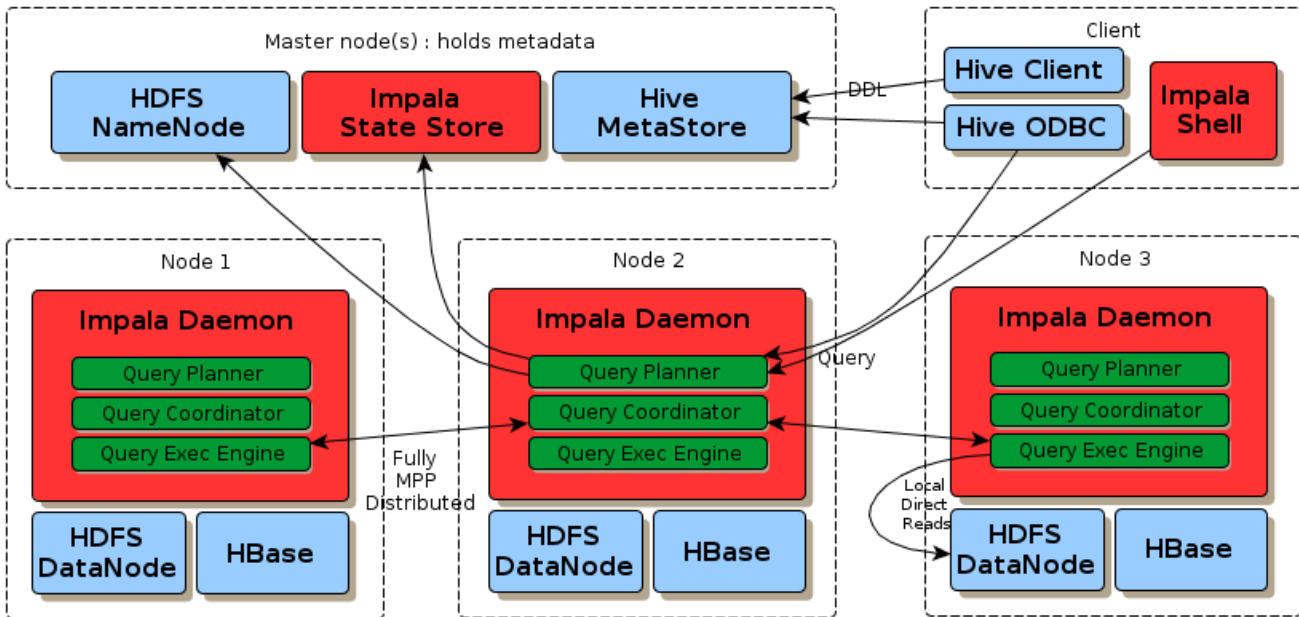 Master node(s) : holds metadata
HDFS
NameNode
Impala
State Store
Hive
MetaStore
DDL
Client
Hive Client
Hive ODBC
Impala
Shell
Node 1
Impala Daemon
Query Planner
Query Coordinator
Query Exec Engine
HDFS
DataNode
HBase
Fully
MPP
Distributed
Node 2
Impala Daemon
Query Planner
Query Coordinator
Query Exec Engine
HDFS
DataNode
HBase
Query
Node 3
Impala Daemon
Query Planner
Query Coordinator
Query Exec Engine
Local
Direct
Reads
HDFS
DataNode
HBase